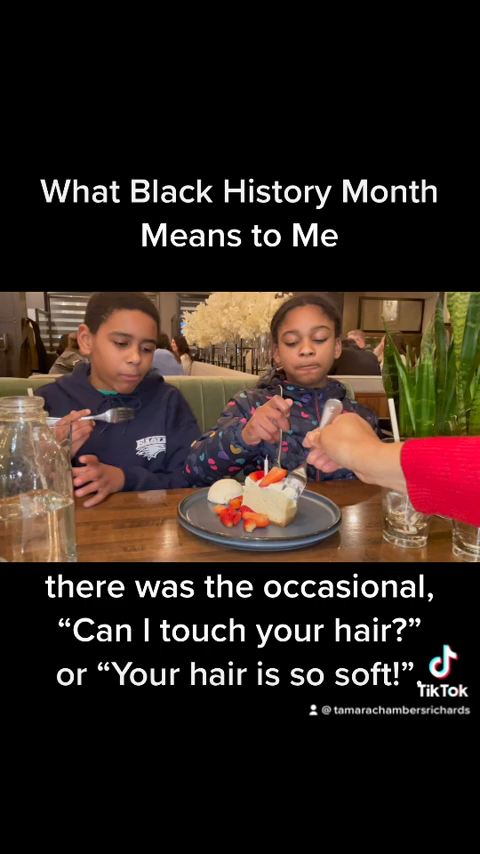 What Black History Month
Means to Me
EAGLE
there was the occasional,
“Can I touch your hair?”
or “Your hair is so soft!”.
TikTok
@tamarachambersrichards